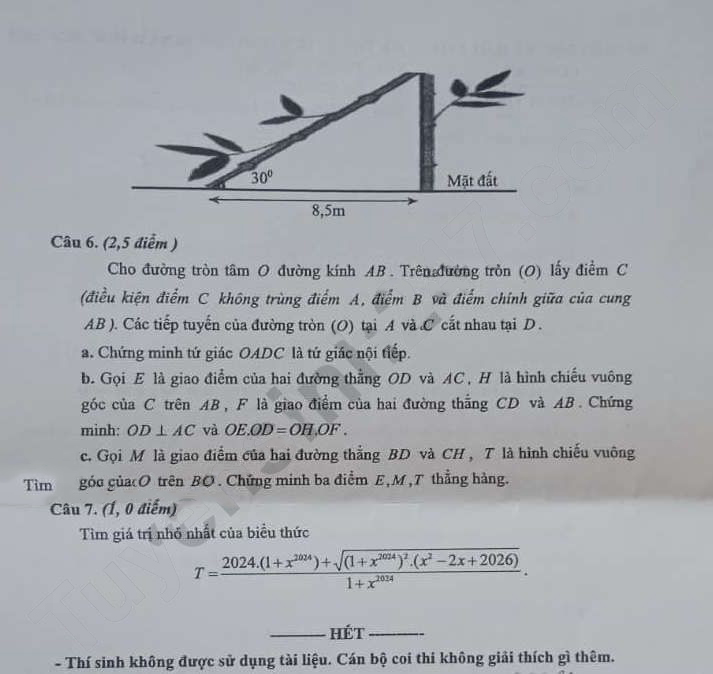 30⁰
Mặt đất
8,5m
Câu 6. (2,5 điểm )
Cho đường tròn tâm O đường kính AB . Trên đường tròn (O) lấy điểm C
(điều kiện điểm C không trùng điểm A, điểm B và điểm chính giữa của cung
AB ). Các tiếp tuyến của đường tròn (O) tại A và C cắt nhau tại D .
a. Chứng minh tứ giác OADC là tứ giác nội tiếp.
b. Gọi E là giao điểm của hai đường thẳng OD và AC , H là hình chiếu vuông
góc của C trên AB , F là giao điểm của hai đường thẳng CD và AB . Chứng
minh: OD ⊥ AC và OE.OD = OH.OF .
c. Gọi M là giao điểm của hai đường thẳng BD và CH , T là hình chiếu vuông
Tìm góc của O trên BO . Chứng minh ba điểm E, M ,T thẳng hàng.
Câu 7. (1, 0 điểm)
Tìm giá trị nhỏ nhất của biểu thức
T = \frac{2024.(1+x^{2024})+\sqrt{(1+x^{2024})^2.(x^2-2x+2026)}}{1+x^{2024}} .
HẾT
- Thí sinh không được sử dụng tài liệu. Cán bộ coi thi không giải thích gì thêm.